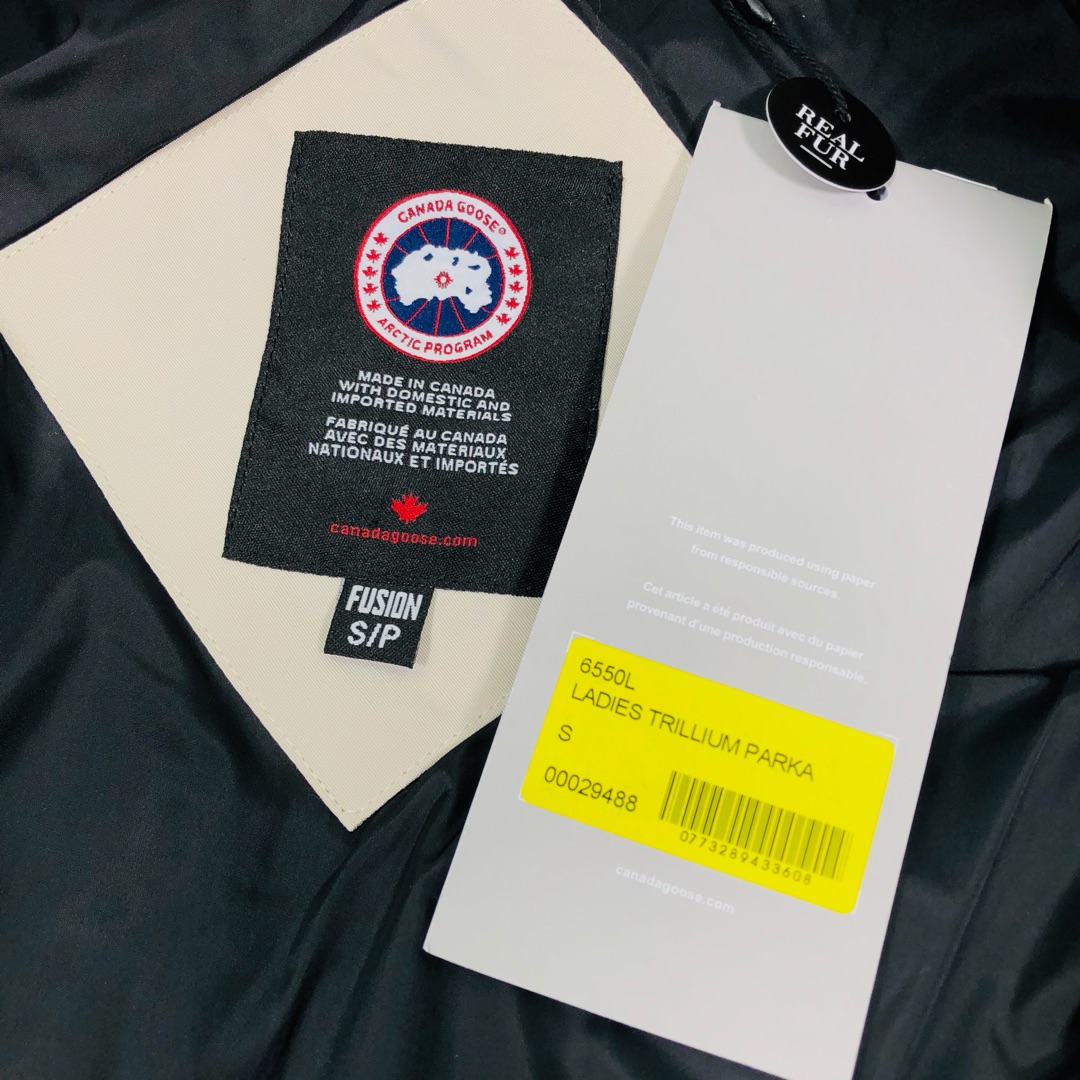 CANADA GOOSE®
ARCTIC PROGRAM
MADE IN CANADA
WITH DOMESTIC AND
IMPORTED MATERIALS
FABRIQUÉ AU CANADA
AVEC DES MATERIAUX
NATIONAUX ET IMPORTÉS
canadagoose.com
FUSION
S/P
REAL
FUR
This item was produced using paper
from responsible sources.
Cet article a été produit avec du papier
provenant d'une production responsable.
6550L
LADIES TRILLIUM PARKA
S
00029488
0773289433608
canadagoose.com